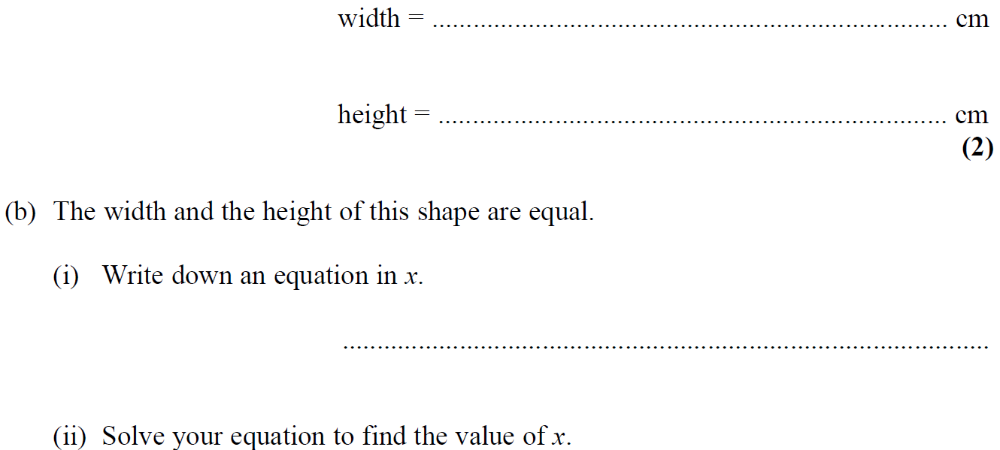 width = .......................................................................... cm
height = ......................................................................... cm
(2)
(b) The width and the height of this shape are equal.
(i) Write down an equation in x.
.............................................................................................
(ii) Solve your equation to find the value of x.